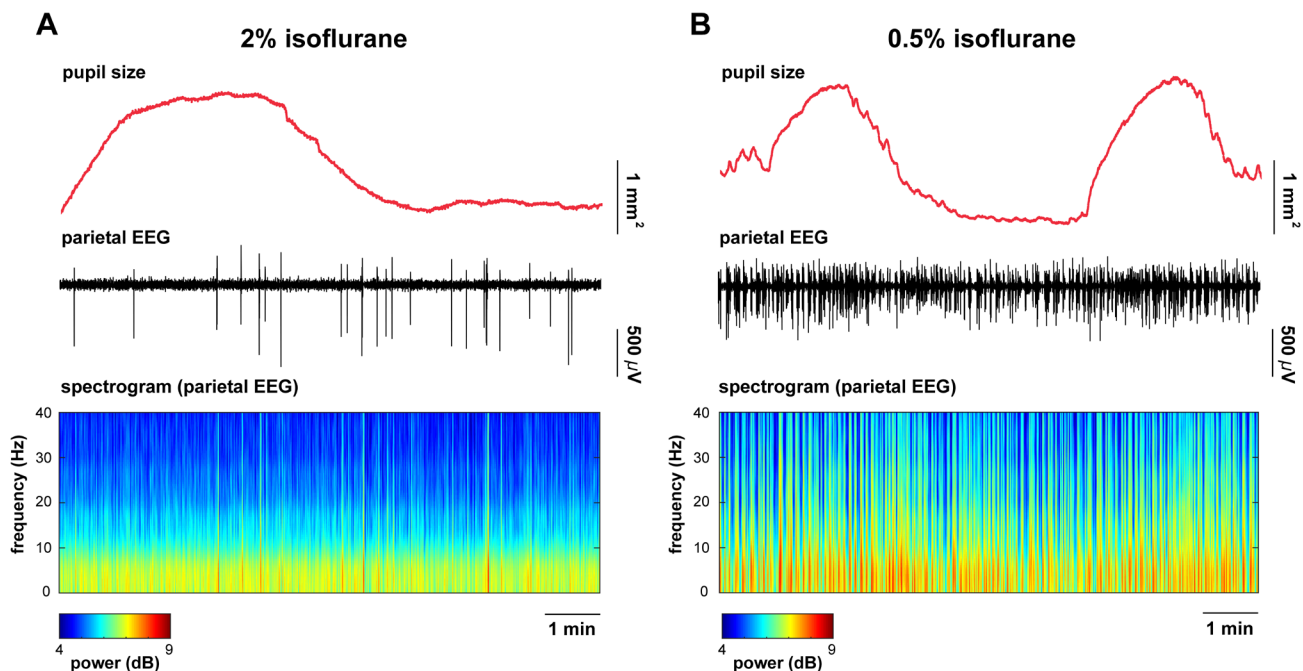 A
2% isoflurane
pupil size
1 mm²
parietal EEG
500 µV
spectrogram (parietal EEG)
frequency (Hz)
40
30
20
10
0
4 9
power (dB)
1 min
B
0.5% isoflurane
pupil size
1 mm²
parietal EEG
500 µV
spectrogram (parietal EEG)
frequency (Hz)
40
30
20
10
0
4 9
power (dB)
1 min